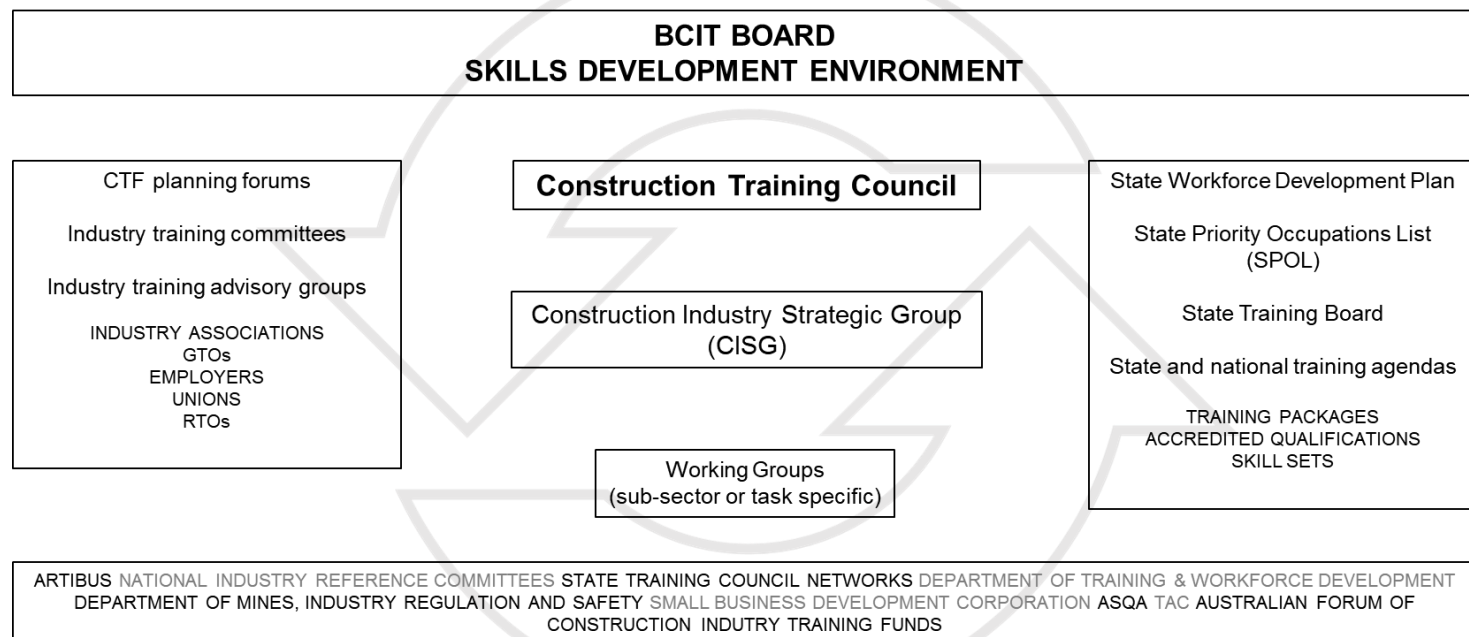 BCIT BOARD
SKILLS DEVELOPMENT ENVIRONMENT
CTF planning forums
Industry training committees
Industry training advisory groups
INDUSTRY ASSOCIATIONS
GTOs
EMPLOYERS
UNIONS
RTOs
Construction Training Council
Construction Industry Strategic Group
(CISG)
Working Groups
(sub-sector or task specific)
State Workforce Development Plan
State Priority Occupations List
(SPOL)
State Training Board
State and national training agendas
TRAINING PACKAGES
ACCREDITED QUALIFICATIONS
SKILL SETS
ARTIBUS NATIONAL INDUSTRY REFERENCE COMMITTEES STATE TRAINING COUNCIL NETWORKS DEPARTMENT OF TRAINING & WORKFORCE DEVELOPMENT
DEPARTMENT OF MINES, INDUSTRY REGULATION AND SAFETY SMALL BUSINESS DEVELOPMENT CORPORATION ASQA TAC AUSTRALIAN FORUM OF
CONSTRUCTION INDUTRY TRAINING FUNDS